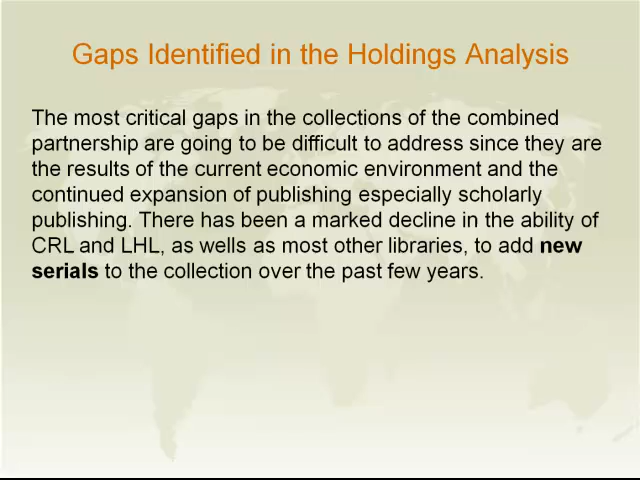 Gaps Identified in the Holdings Analysis
The most critical gaps in the collections of the combined
partnership are going to be difficult to address since they are
the results of the current economic environment and the
continued expansion of publishing especially scholarly
publishing. There has been a marked decline in the ability of
CRL and LHL, as wells as most other libraries, to add new
serials to the collection over the past few years.